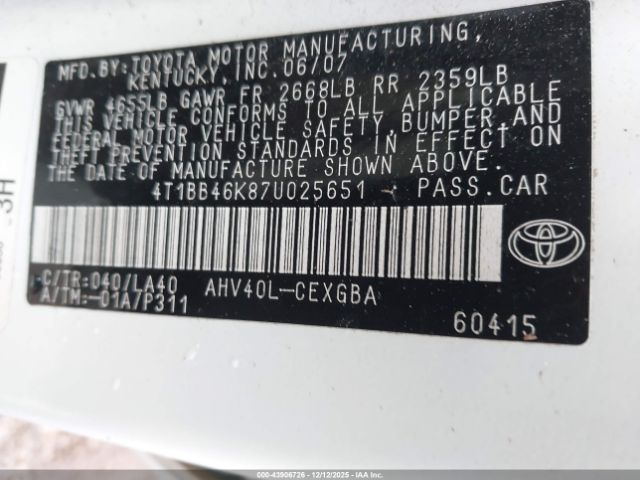 MFD.BY:TOYOTA MOTOR MANUFACTURING,
KENTUCKY, INC.06/07
GVWR 4655LB GAWR FR 2668LB RR 2359LB
THIS VEHICLE CONFORMS TO ALL APPLICABLE
FEDERAL MOTOR VEHICLE SAFETY,BUMPER,AND
THEFT PREVENTION STANDARDS IN EFFECT ON
THE DATE OF MANUFACTURE SHOWN ABOVE.
4T1BB46K87U025651 PASS.CAR
C/TR:040/LA40 AHV40L-CEXGBA
A/TM:-01A/P311
60415
000-43906726 - 12/12/2025 - Copyright IAA, LLC